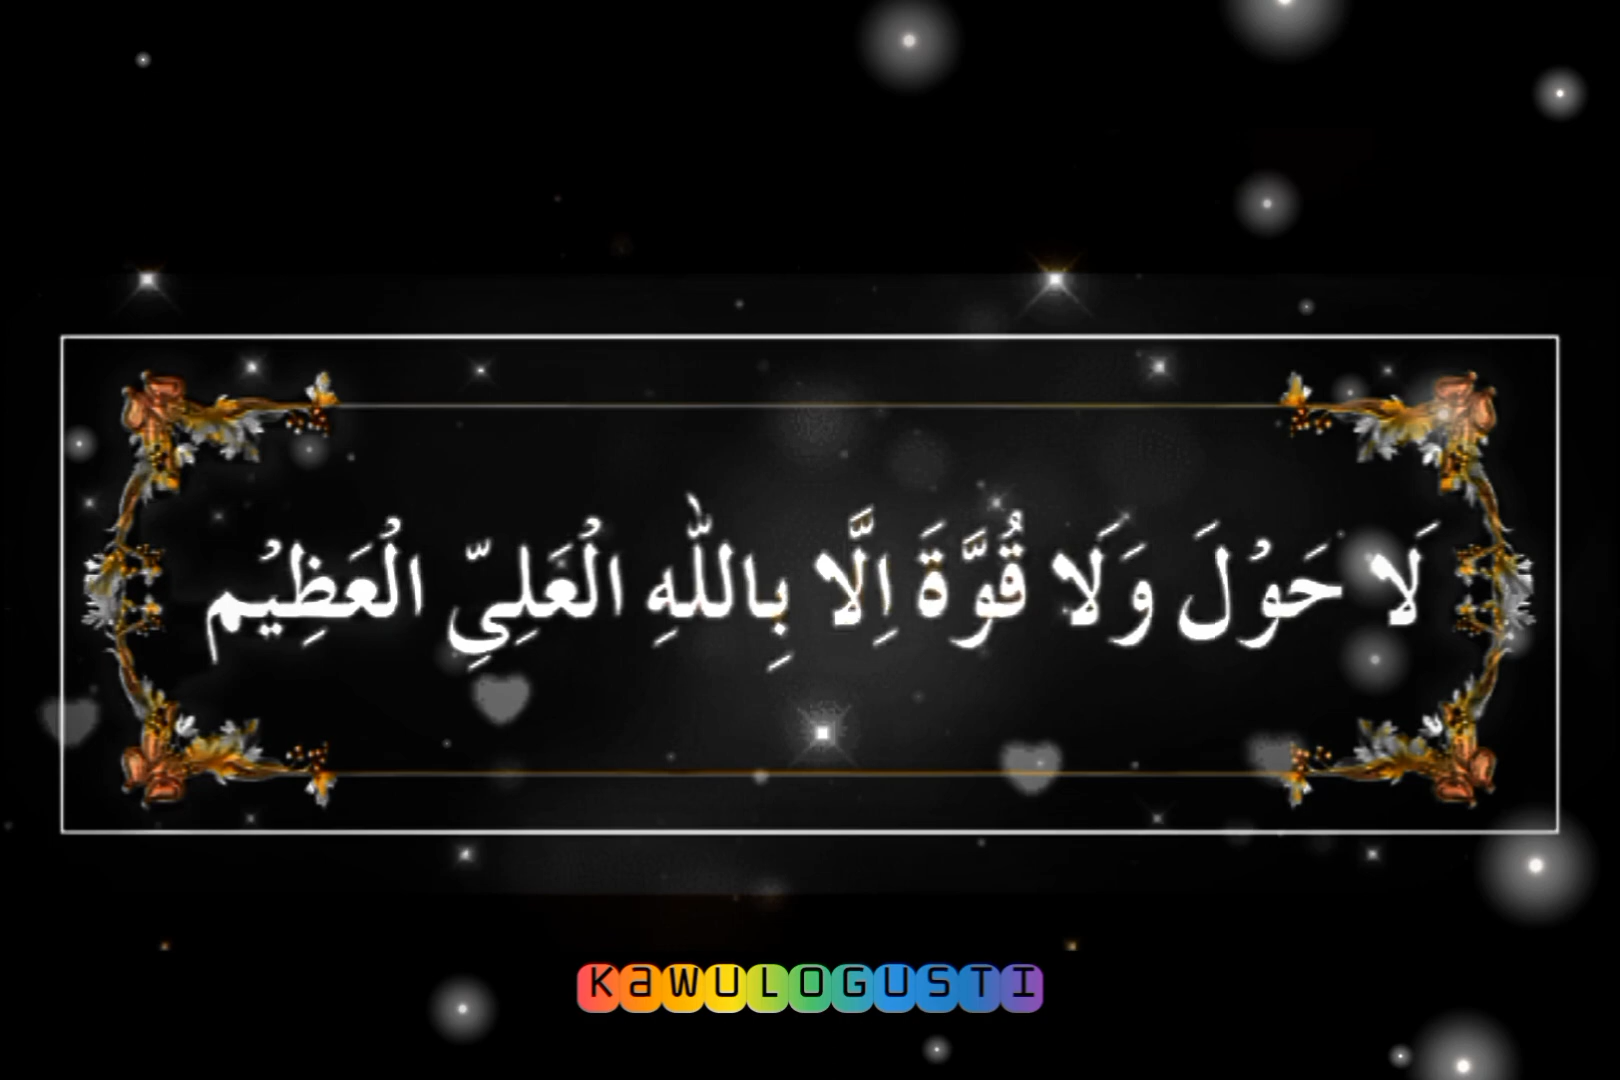 لَا حَوْلَ وَلَا قُوَّةَ اِلَّا بِاللّٰهِ الْعَلِيِّ الْعَظِيْم
KaWULOGUSTI